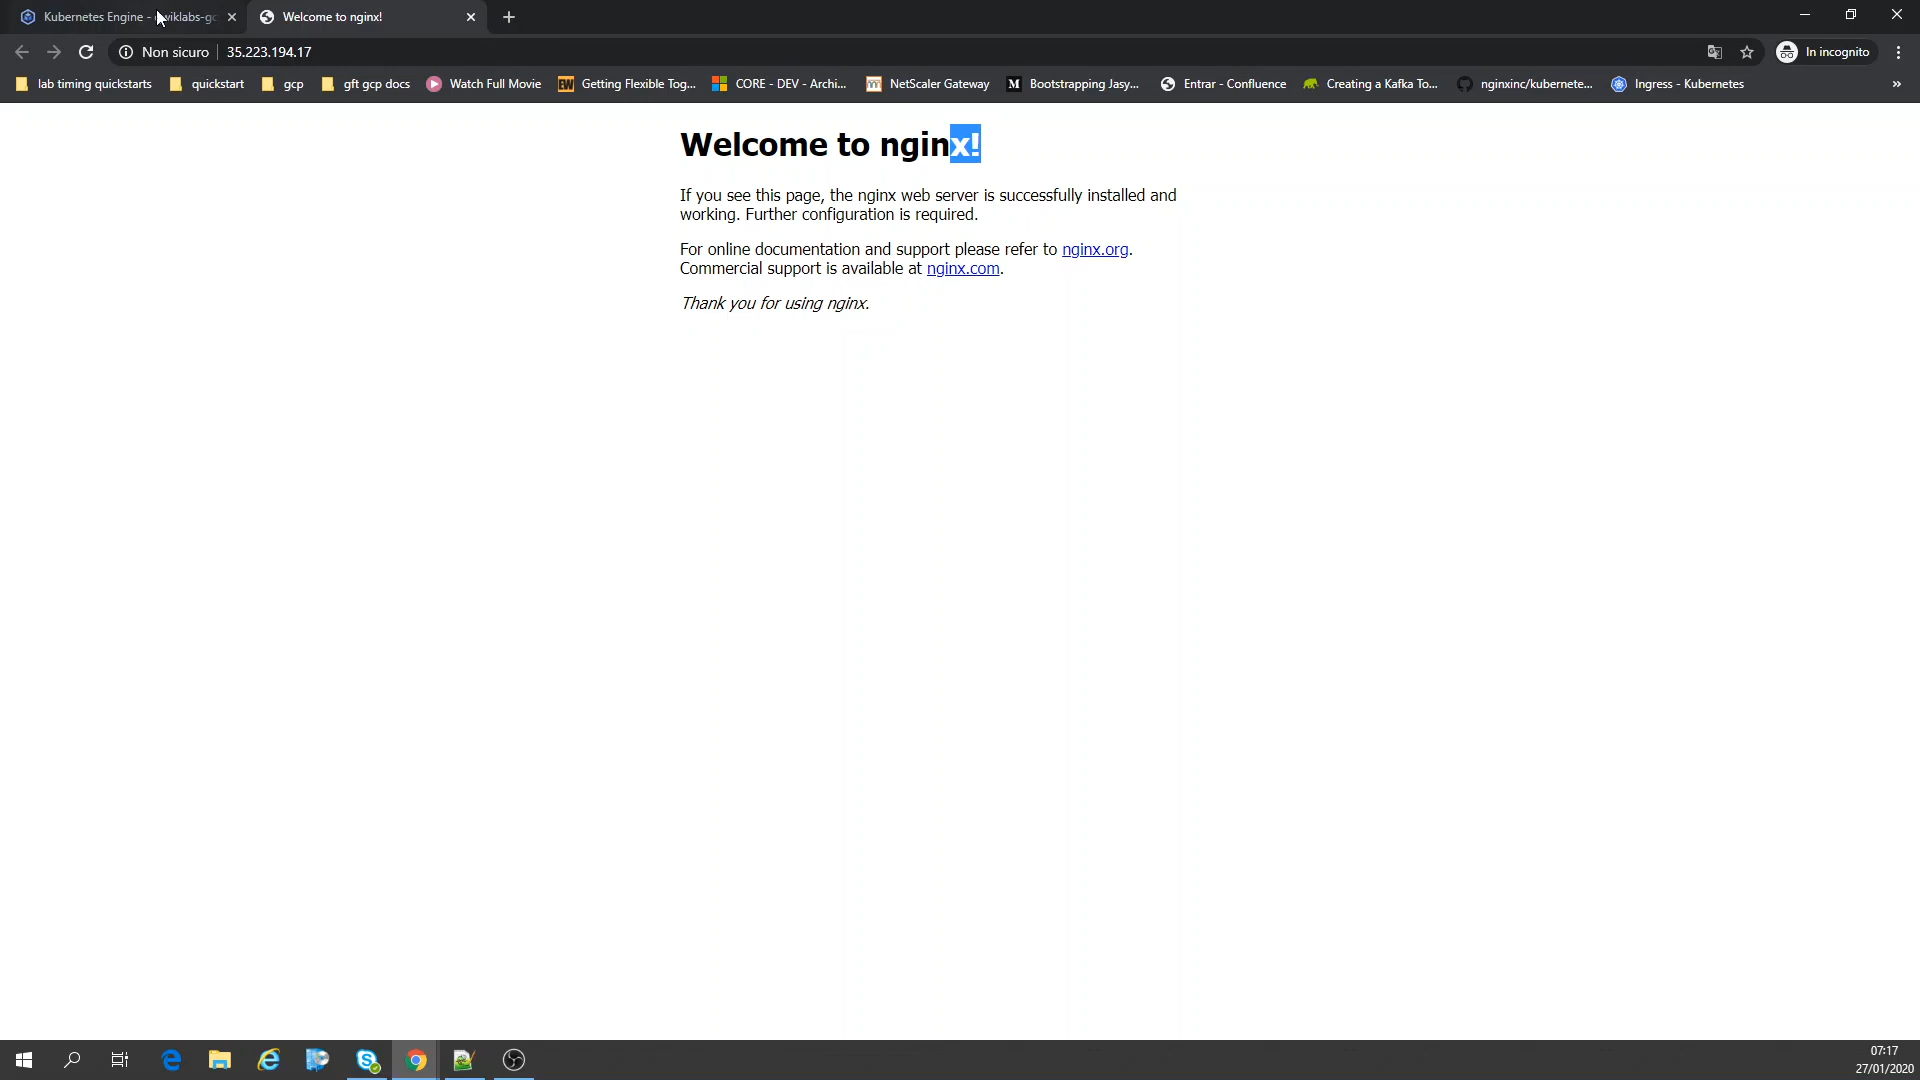 Kubernetes Engine -
Welcome to nginx!
Non sicuro
35.223.194.17
In incognito
lab timing quickstarts
quickstart
gcp
gft gcp docs
Watch Full Movie
Getting Flexible Tog...
CORE - DEV - Archi...
NetScaler Gateway
Bootstrapping Jasy...
Entrar - Confluence
Creating a Kafka To...
nginxinc/kubernete...
Ingress - Kubernetes
Welcome to nginx!
If you see this page, the nginx web server is successfully installed and
working. Further configuration is required.
For online documentation and support please refer to nginx.org.
Commercial support is available at nginx.com.
Thank you for using nginx.
07:17
27/01/2020